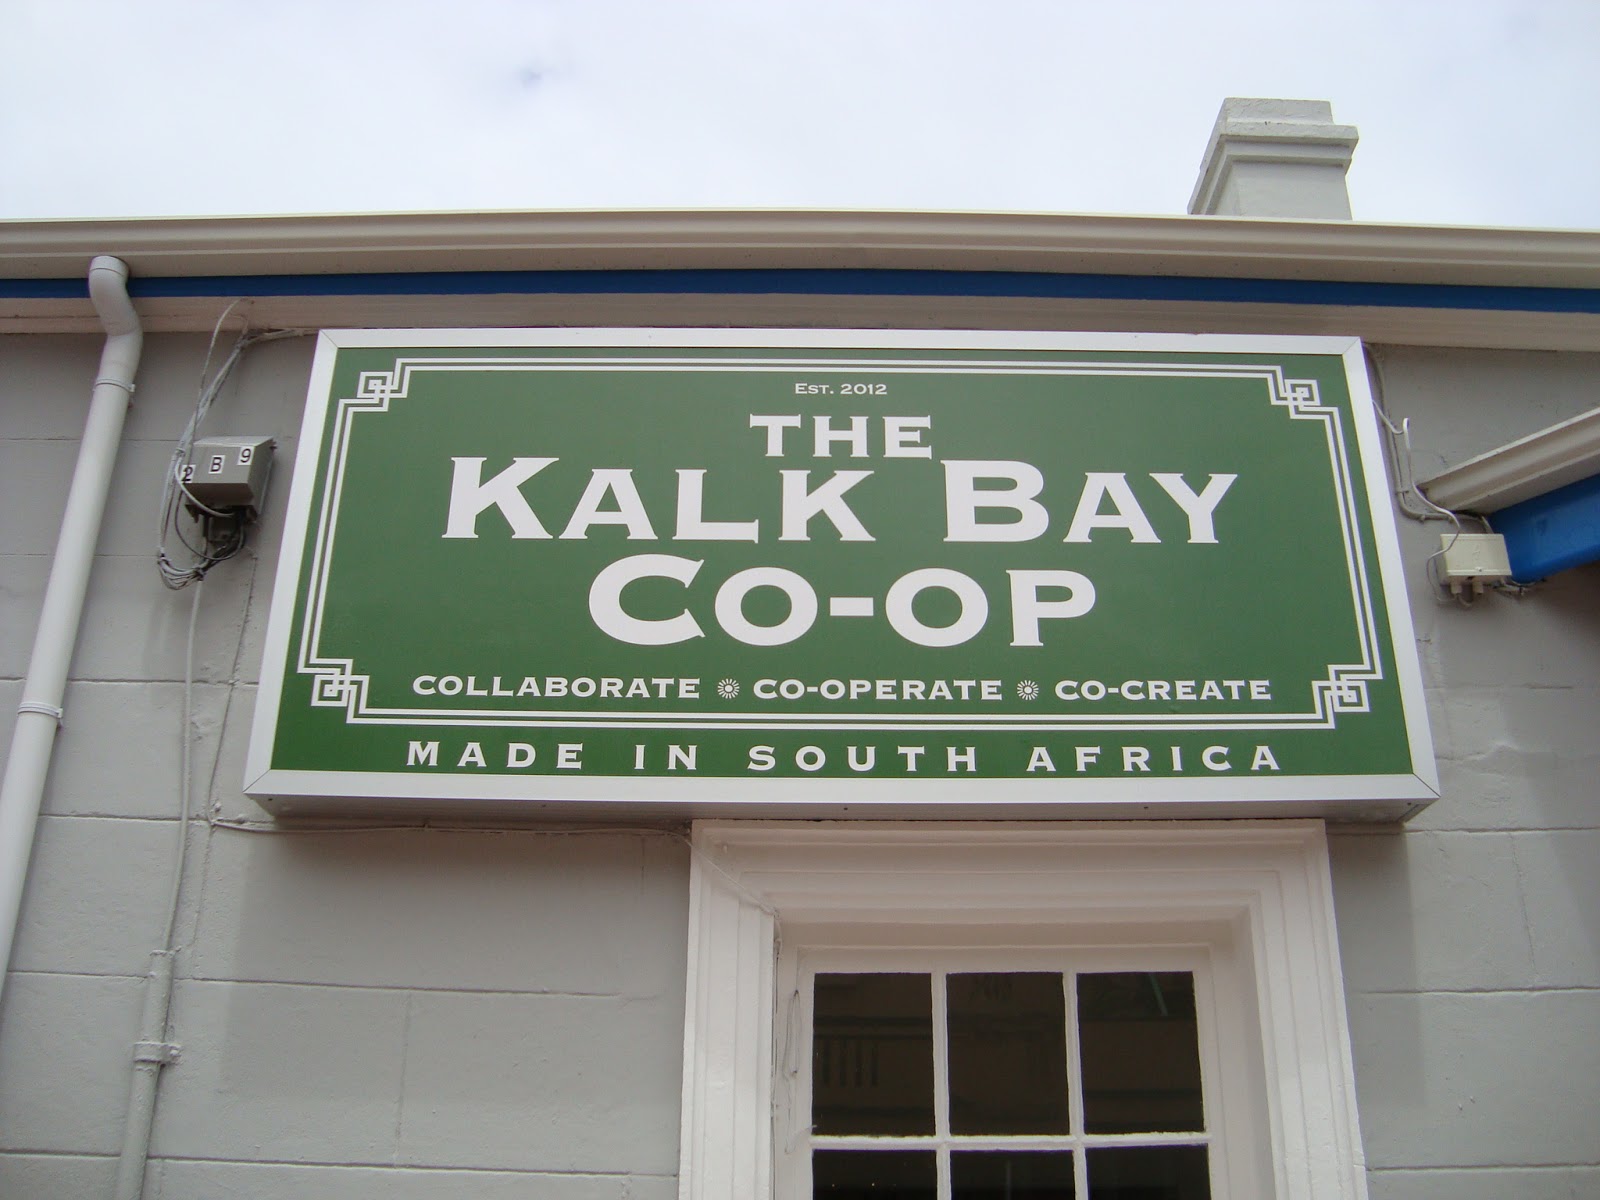 Est. 2012
THE
KALK BAY
CO-OP
COLLABORATE CO-OPERATE CO-CREATE
MADE IN SOUTH AFRICA
2 B 9